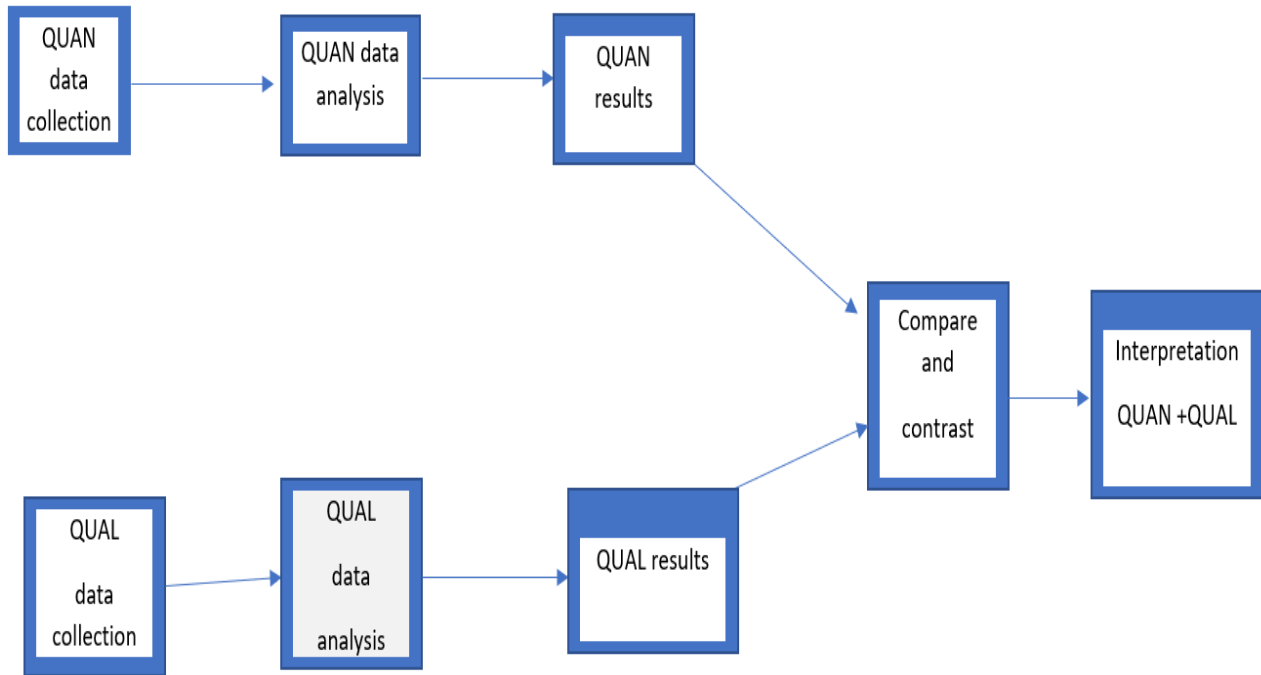 QUAN
data
collection
QUAN data
analysis
QUAN
results
Compare
and
contrast
Interpretation
QUAN +QUAL
QUAL
data
collection
QUAL
data
analysis
QUAL results